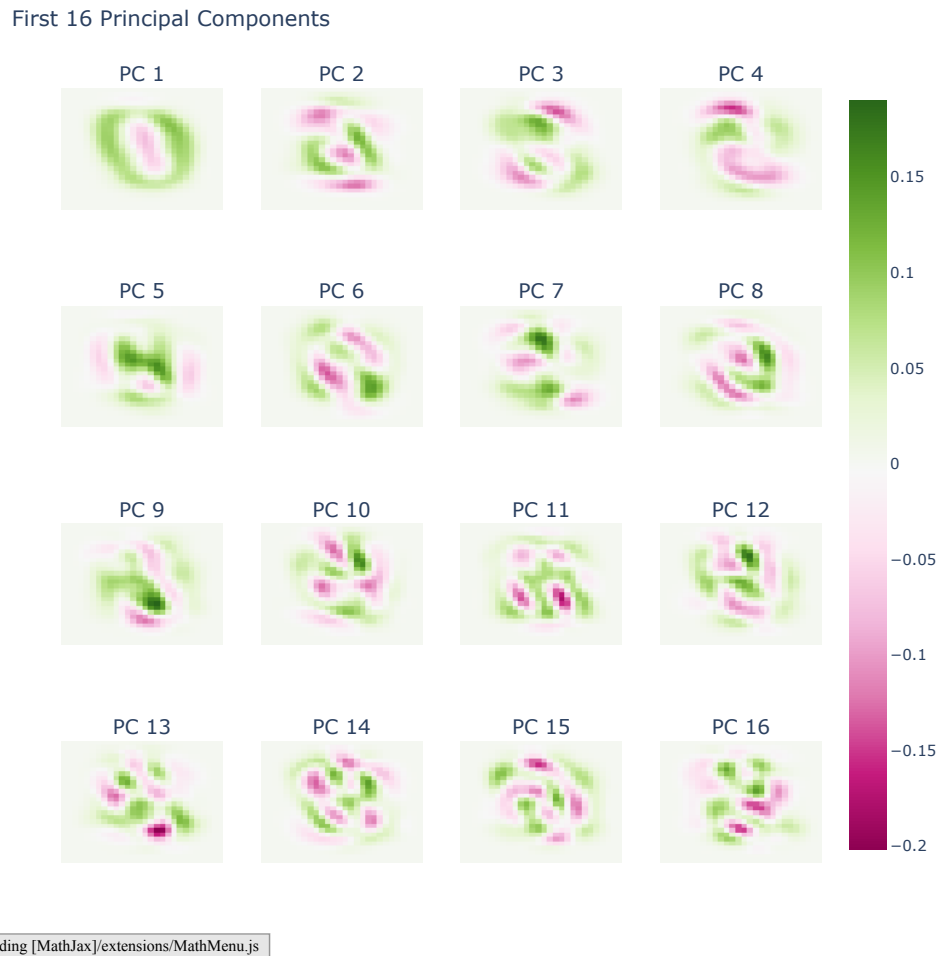 First 16 Principal Components
PC 1 PC 2 PC 3 PC 4
PC 5 PC 6 PC 7 PC 8
PC 9 PC 10 PC 11 PC 12
PC 13 PC 14 PC 15 PC 16
0.15
0.1
0.05
0
−0.05
−0.1
−0.15
−0.2
ding [MathJax]/extensions/MathMenu.js